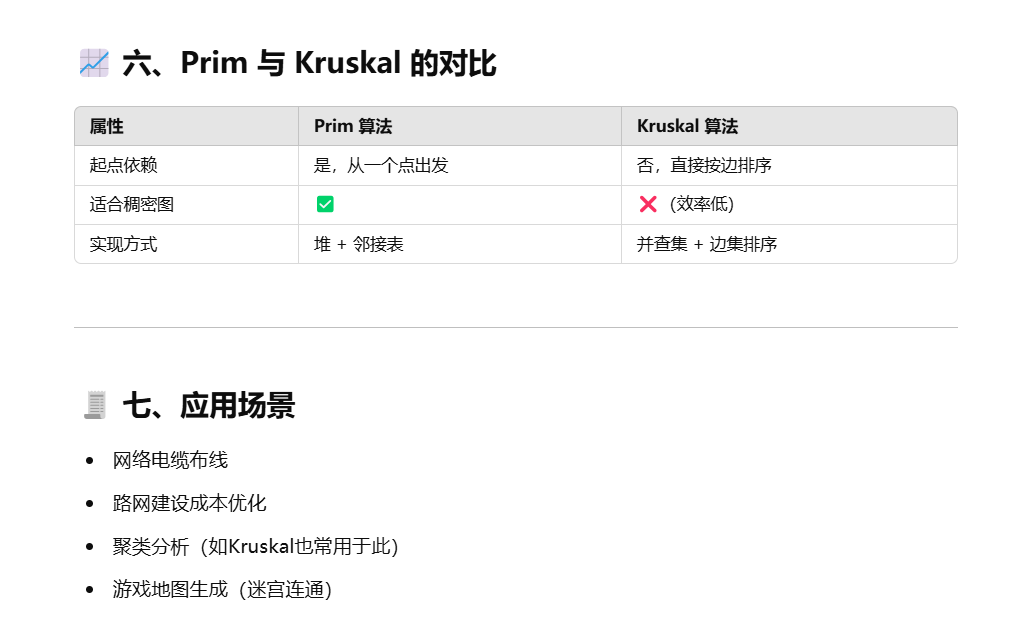 📈 六、Prim 与 Kruskal 的对比
属性 Prim 算法 Kruskal 算法
起点依赖 是，从一个点出发 否，直接按边排序
适合稠密图 ✅ ❌（效率低）
实现方式 堆 + 邻接表 并查集 + 边集排序
🧾 七、应用场景
• 网络电缆布线
• 路网建设成本优化
• 聚类分析（如Kruskal也常用于此）
• 游戏地图生成（迷宫连通）